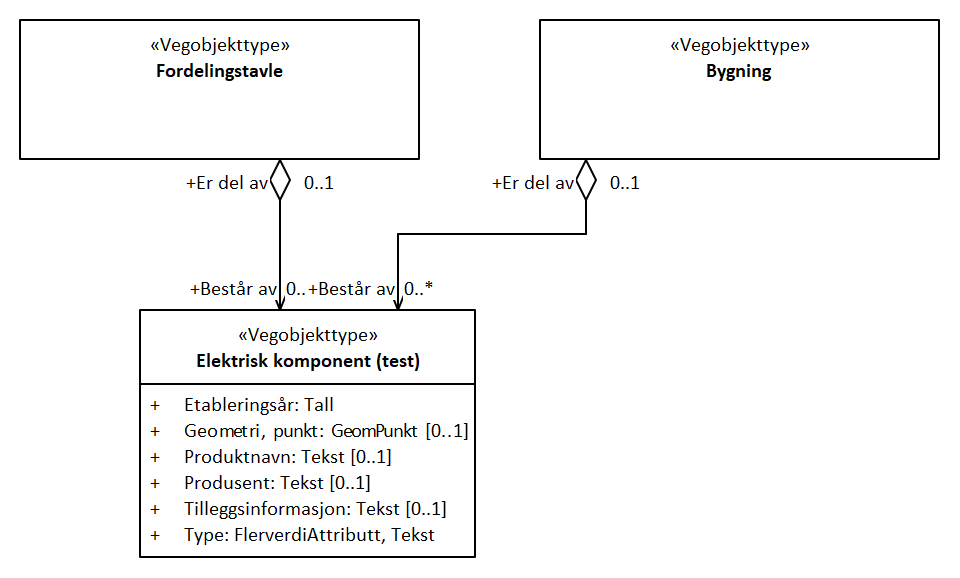 «Vegobjekttype»
Fordelingstavle
«Vegobjekttype»
Bygning
+Er del av 0..1
+Er del av 0..1
+Består av 0..
+Består av 0..*
«Vegobjekttype»
Elektrisk komponent (test)
+ Etableringsår: Tall
+ Geometri, punkt: GeomPunkt [0..1]
+ Produktnavn: Tekst [0..1]
+ Produsent: Tekst [0..1]
+ Tilleggsinformasjon: Tekst [0..1]
+ Type: FlerverdiAttributt, Tekst